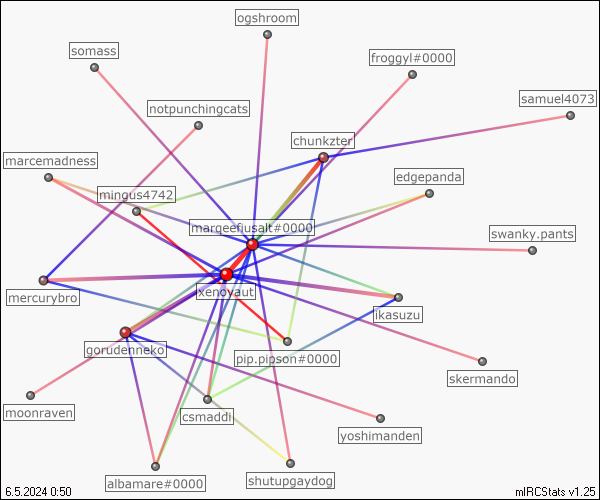 ogshroom
somass
froggyl#0000
samuel4073
notpunchingcats
chunkzter
marcemadness
edgepanda
mingus4742
marqeefjusalt#0000
swanky.pants
xenoyaut
mercurybro
ikasuzu
gorudenneko
pip.pipson#0000
skermando
moonraven
csmaddi
yoshimanden
albamare#0000
shutupgaydog
6.5.2024 0:50
mIRCStats v1.25